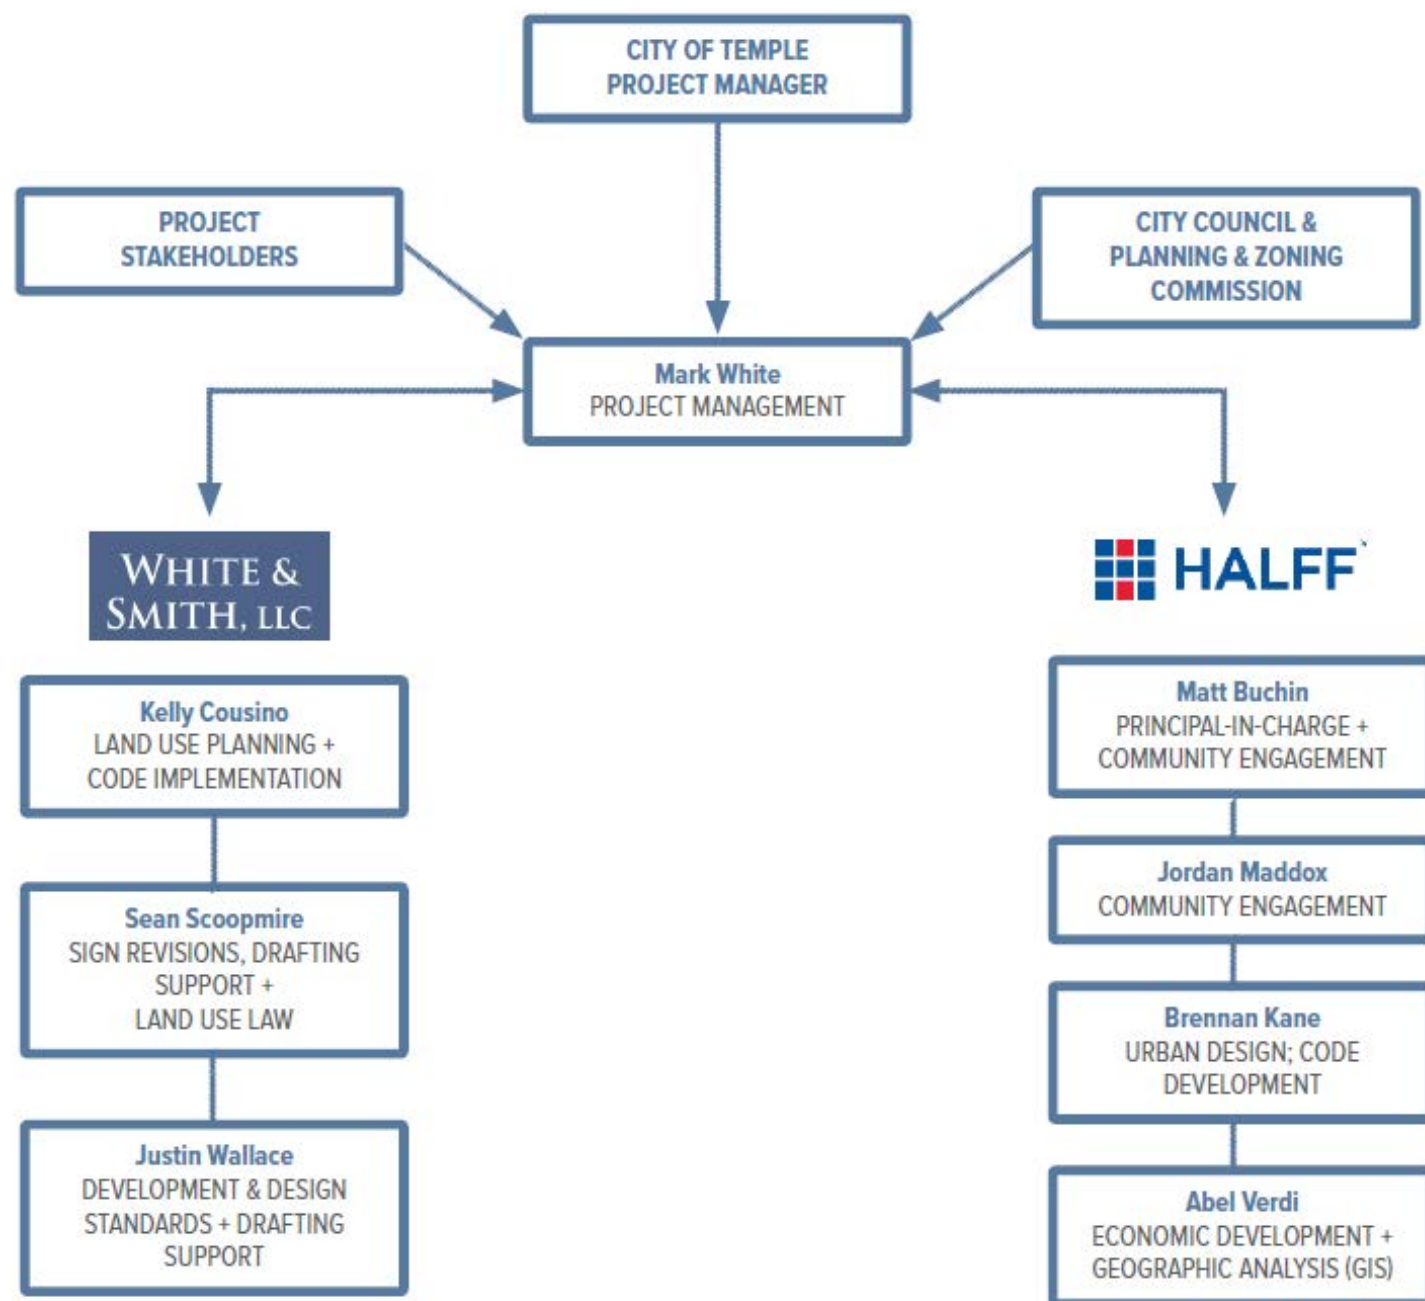 CITY OF TEMPLE
PROJECT MANAGER
PROJECT
STAKEHOLDERS
CITY COUNCIL &
PLANNING & ZONING
COMMISSION
Mark White
PROJECT MANAGEMENT
WHITE &
SMITH, LLC
Kelly Cousino
LAND USE PLANNING +
CODE IMPLEMENTATION
Sean Scoopmire
SIGN REVISIONS, DRAFTING
SUPPORT +
LAND USE LAW
Justin Wallace
DEVELOPMENT & DESIGN
STANDARDS + DRAFTING
SUPPORT
HALFF
Matt Buchin
PRINCIPAL-IN-CHARGE +
COMMUNITY ENGAGEMENT
Jordan Maddox
COMMUNITY ENGAGEMENT
Brennan Kane
URBAN DESIGN; CODE
DEVELOPMENT
Abel Verdi
ECONOMIC DEVELOPMENT +
GEOGRAPHIC ANALYSIS (GIS)